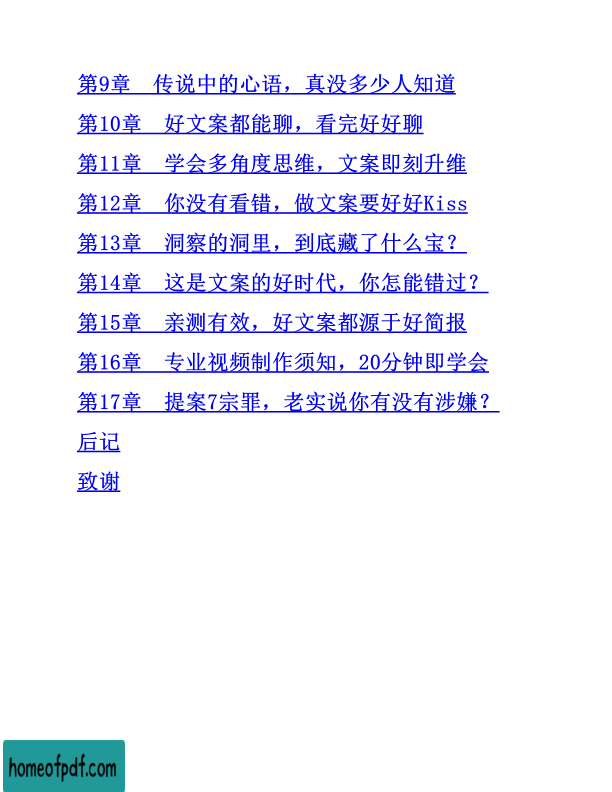 第9章　传说中的心语，真没多少人知道
第10章　好文案都能聊，看完好好聊
第11章　学会多角度思维，文案即刻升维
第12章　你没有看错，做文案要好好Kiss
第13章　洞察的洞里，到底藏了什么宝？
第14章　这是文案的好时代，你怎能错过？
第15章　亲测有效，好文案都源于好简报
第16章　专业视频制作须知，20分钟即学会
第17章　提案7宗罪，老实说你有没有涉嫌？
后记
致谢
homeofpdf.com